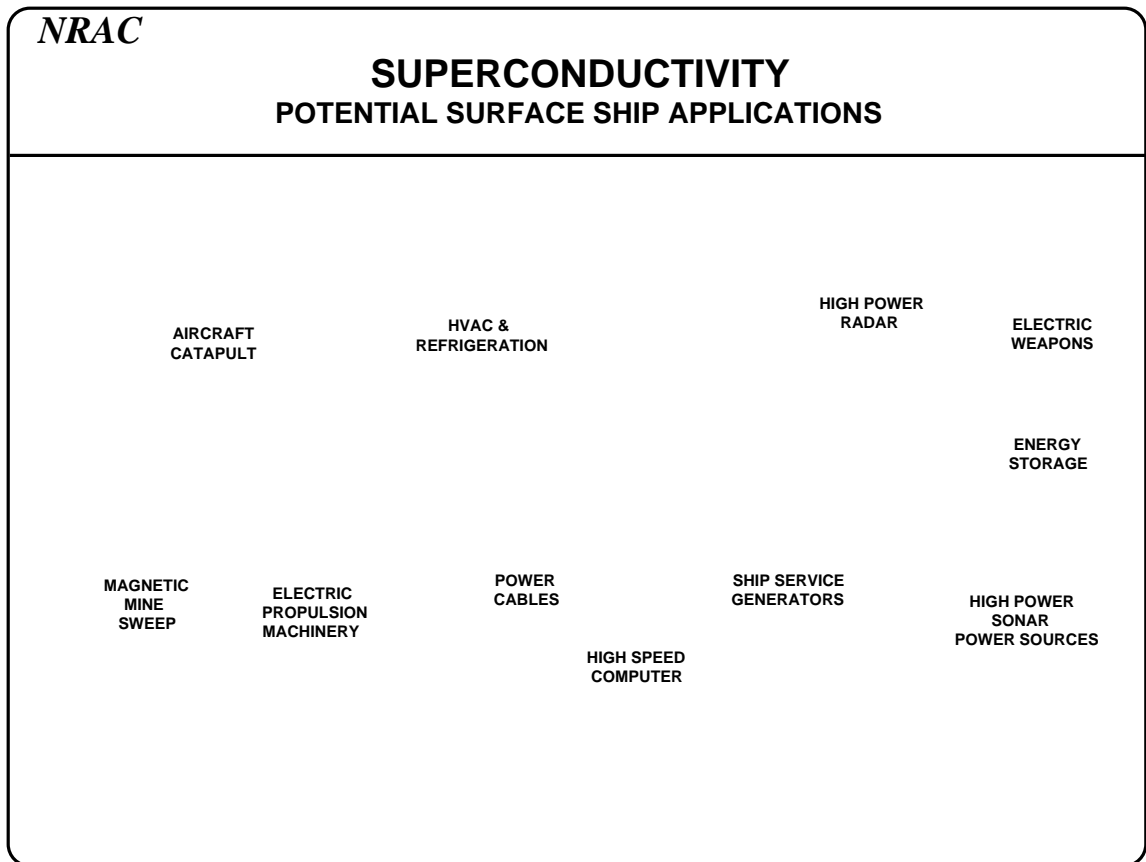 NRAC
SUPERCONDUCTIVITY
POTENTIAL SURFACE SHIP APPLICATIONS
AIRCRAFT
CATAPULT
HVAC &
REFRIGERATION
HIGH POWER
RADAR
ELECTRIC
WEAPONS
ENERGY
STORAGE
MAGNETIC
MINE
SWEEP
ELECTRIC
PROPULSION
MACHINERY
POWER
CABLES
HIGH SPEED
COMPUTER
SHIP SERVICE
GENERATORS
HIGH POWER
SONAR
POWER SOURCES